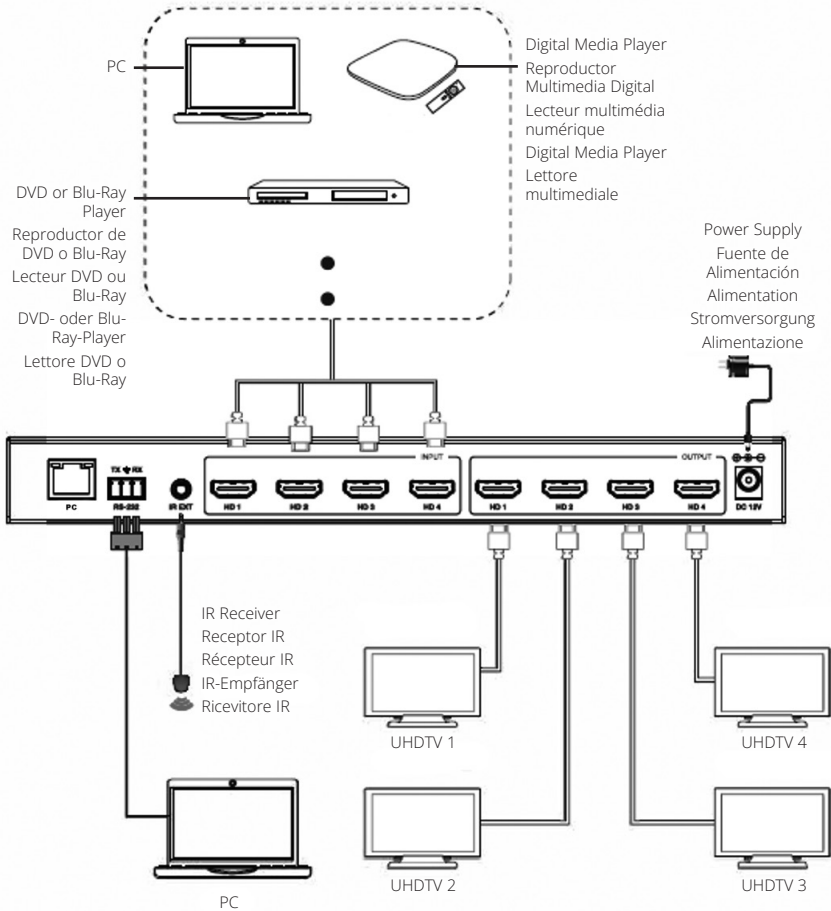 PC
Digital Media Player
Reproductor
Multimedia Digital
Lecteur multimédia
numérique
Digital Media Player
Lettore
multimediale
DVD or Blu-Ray
Player
Reproductor de
DVD o Blu-Ray
Lecteur DVD ou
Blu-Ray
DVD- oder Blu-
Ray-Player
Lettore DVD o
Blu-Ray
Power Supply
Fuente de
Alimentación
Alimentation
Stromversorgung
Alimentazione
INPUT
OUTPUT
TX RX
PC
RS-232
IR EXT
HD 1
HD 2
HD 3
HD 4
HD 1
HD 2
HD 3
HD 4
DC 12V
IR Receiver
Receptor IR
Récepteur IR
IR-Empfänger
Ricevitore IR
UHDTV 1
UHDTV 4
UHDTV 2
UHDTV 3
PC